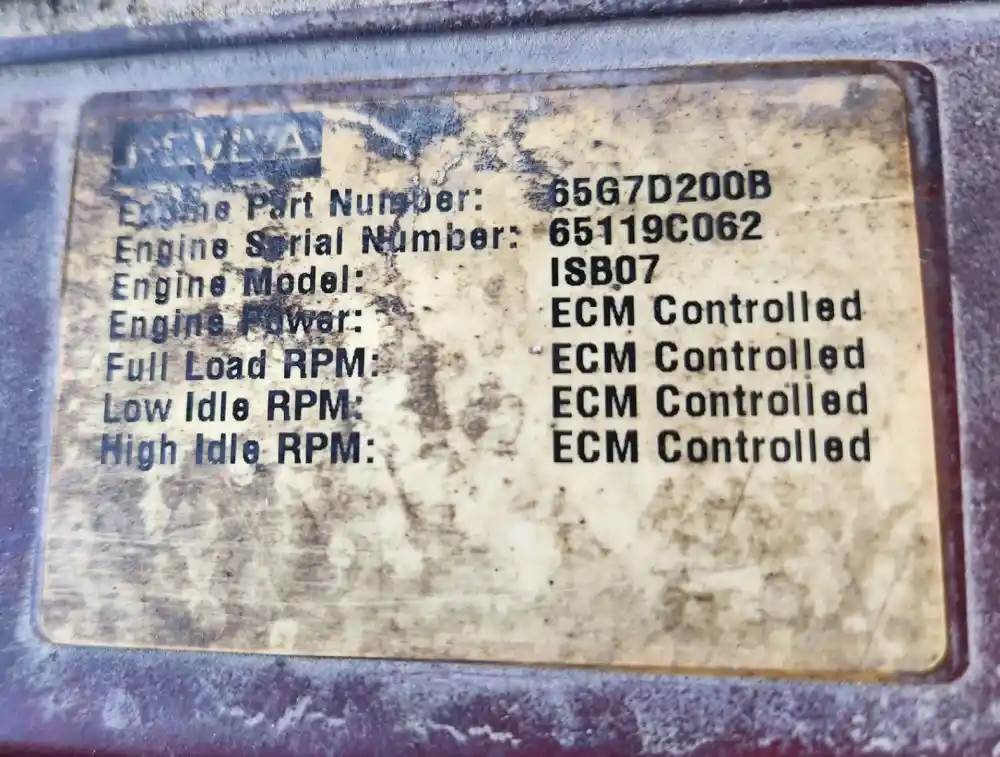 REVIVA
Engine Part Number: 65G7D200B
Engine Serial Number: 65119C062
Engine Model: ISB07
Engine Power: ECM Controlled
Full Load RPM: ECM Controlled
Low Idle RPM: ECM Controlled
High Idle RPM: ECM Controlled